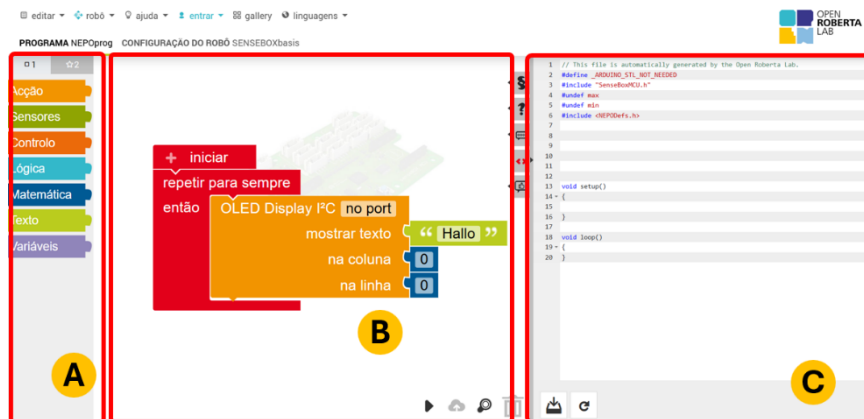 editar robô ajuda entrar gallery linguagens
OPEN
ROBERTA
LAB
PROGRAMA NEPOprog CONFIGURAÇÃO DO ROBÔ SENSEBOXbasis
1 2
Acção
Sensores
Controlo
Lógica
Matemática
Texto
Variáveis
A
+ iniciar
repetir para sempre
então OLED Display I²C no port
mostrar texto “ Hallo ”
na coluna 0
na linha 0
B
§
?
1 // This file is automatically generated by the Open Roberta Lab.
2 #define _ARDUINO_STL_NOT_NEEDED
3 #include "SenseBoxMCU.h"
4 #undef max
5 #undef min
6 #include <NEPODefs.h>
7
8
9
10
11
12
13 void setup()
14 {
15
16 }
17
18 void loop()
19 {
20 }
C